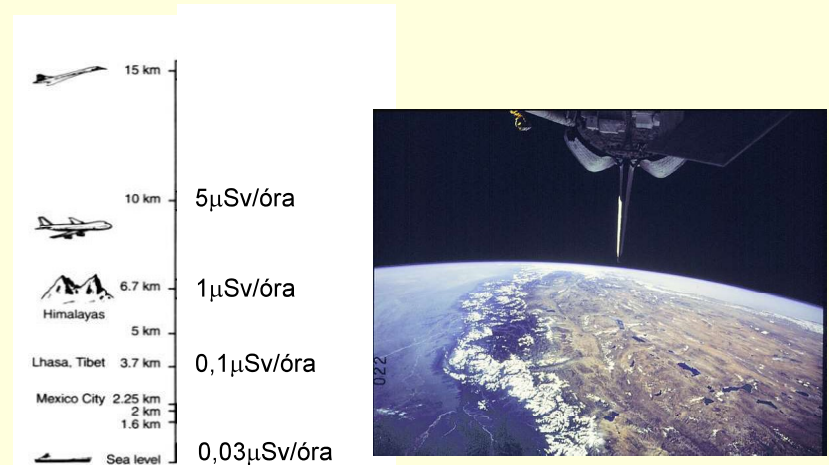 15 km
10 km 5μSv/óra
6.7 km 1μSv/óra
Himalayas
5 km
Lhasa, Tibet 3.7 km 0,1μSv/óra
Mexico City 2.25 km
2 km
1.6 km
Sea level 0,03μSv/óra
022